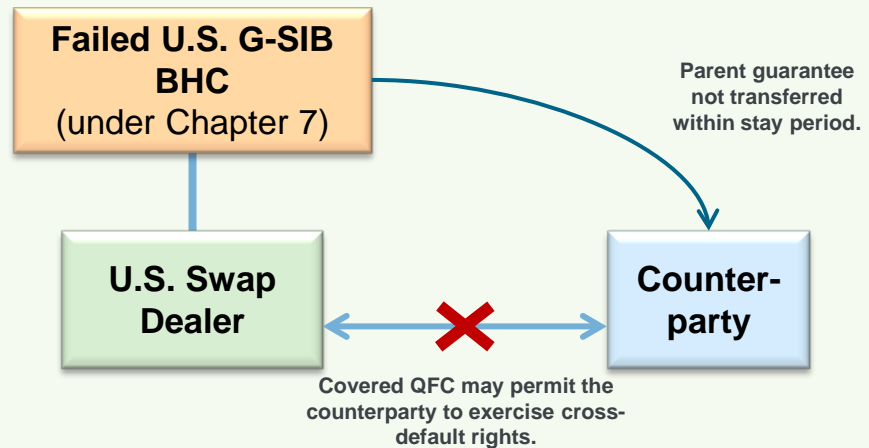 Failed U.S. G-SIB
BHC
(under Chapter 7)
Parent guarantee
not transferred
within stay period.
U.S. Swap
Dealer
Counter-
party
Covered QFC may permit the
counterparty to exercise cross-
default rights.